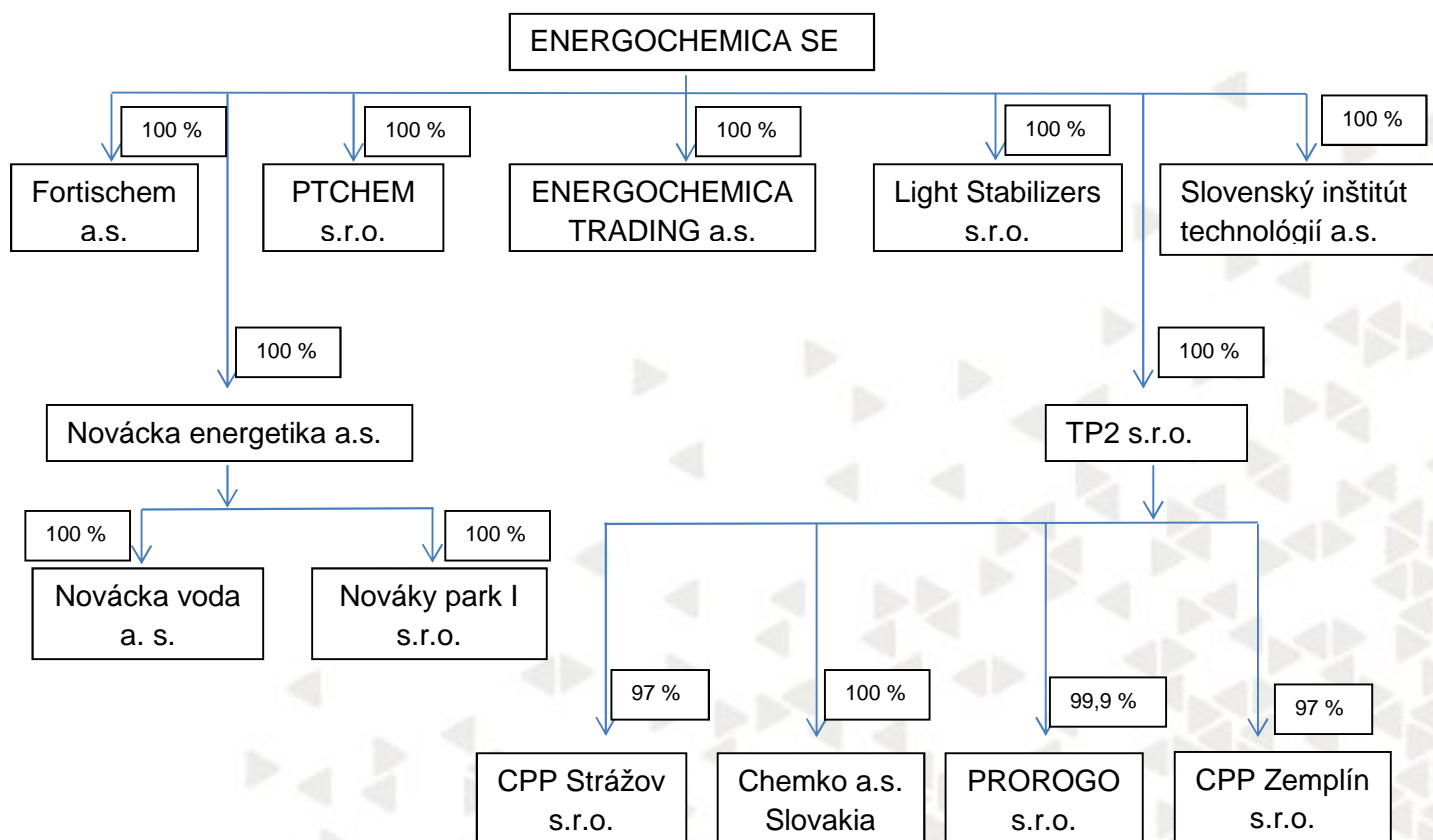 ENERGOCHEMICA SE
100 %
100 %
100 %
100 %
100 %
Fortischem
a.s.
PTCHEM
s.r.o.
ENERGOCHEMICA
TRADING a.s.
Light Stabilizers
s.r.o.
Slovenský inštitút
technológií a.s.
100 %
100 %
Novácka energetika a.s.
TP2 s.r.o.
100 %
100 %
Novácka voda
a. s.
Nováky park I
s.r.o.
97 %
100 %
99,9 %
97 %
CPP Strážov
s.r.o.
Chemko a.s.
Slovakia
PROROGO
s.r.o.
CPP Zemplín
s.r.o.